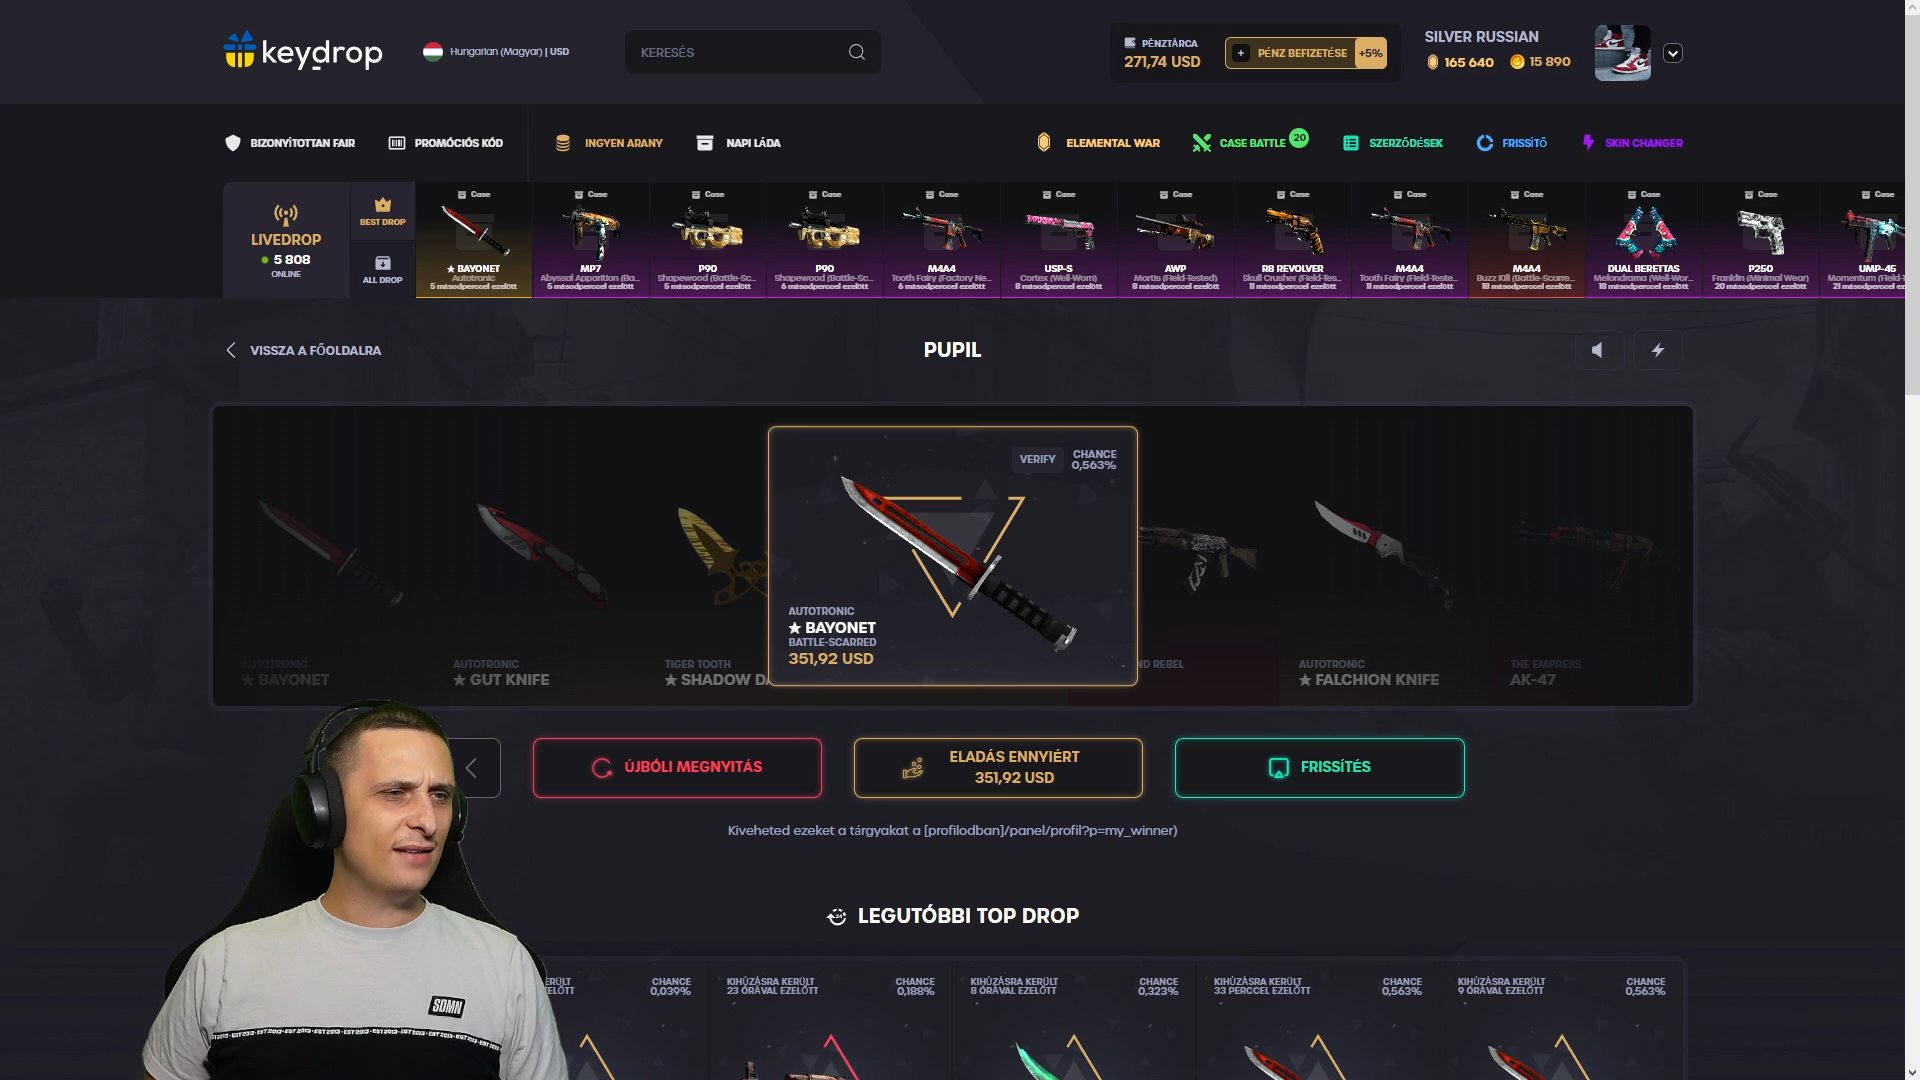 keydrop
Hungarian (Magyar) | USD
KERESÉS
PÉNZTÁRCA
271,74 USD
+ PÉNZ BEFIZETÉSE +5%
SILVER RUSSIAN
165 640 15 890
BIZONYÍTOTTAN FAIR
PROMÓCIÓS KÓD
INGYEN ARANY
NAPI LÁDA
ELEMENTAL WAR
CASE BATTLE 20
SZERZŐDÉSEK
FRISSÍTŐ
SKIN CHANGER
LIVEDROP
5 808
ONLINE
BEST DROP
ALL DROP
Case
★ BAYONET
Autotronic
5 másodperccel ezelőtt
Case
MP7
Abyssal Apparition (Ba...
5 másodperccel ezelőtt
Case
P90
Shapewood (Battle-Sc...
5 másodperccel ezelőtt
Case
P90
Shapewood (Battle-Sc...
6 másodperccel ezelőtt
Case
M4A4
Tooth Fairy (Factory Ne...
6 másodperccel ezelőtt
Case
USP-S
Cortex (Well-Worn)
8 másodperccel ezelőtt
Case
AWP
Mortis (Field-Tested)
8 másodperccel ezelőtt
Case
R8 REVOLVER
Skull Crusher (Field-Tes...
11 másodperccel ezelőtt
Case
M4A4
Tooth Fairy (Field-Teste...
11 másodperccel ezelőtt
Case
M4A4
Buzz Kill (Battle-Scarre...
18 másodperccel ezelőtt
Case
DUAL BERETTAS
Melondrama (Well-Wor...
18 másodperccel ezelőtt
Case
P250
Franklin (Minimal Wear)
20 másodperccel ezelőtt
Case
UMP-45
Momentum (Field-T
21 másodperccel ez
VISSZA A FŐOLDALRA
PUPIL
AUTOTRONIC
★ BAYONET
AUTOTRONIC
★ GUT KNIFE
TIGER TOOTH
★ SHADOW DA
VERIFY
CHANCE
0,563%
AUTOTRONIC
★ BAYONET
BATTLE-SCARRED
351,92 USD
ND REBEL
AUTOTRONIC
★ FALCHION KNIFE
THE EMPRESS
AK-47
ÚJBÓLI MEGNYITÁS
ELADÁS ENNYIÉRT
351,92 USD
FRISSÍTÉS
Kiveheted ezeket a tárgyakat a [profilodban]/panel/profil?p=my_winner)
LEGUTÓBBI TOP DROP
ERÜLT
ELŐTT
CHANCE
0,039%
KIHÚZÁSRA KERÜLT
23 ÓRÁVAL EZELŐTT
CHANCE
0,188%
KIHÚZÁSRA KERÜLT
8 ÓRÁVAL EZELŐTT
CHANCE
0,323%
KIHÚZÁSRA KERÜLT
33 PERCCEL EZELŐTT
CHANCE
0,563%
KIHÚZÁSRA KERÜLT
9 ÓRÁVAL EZELŐTT
CHANCE
0,563%
SDMN